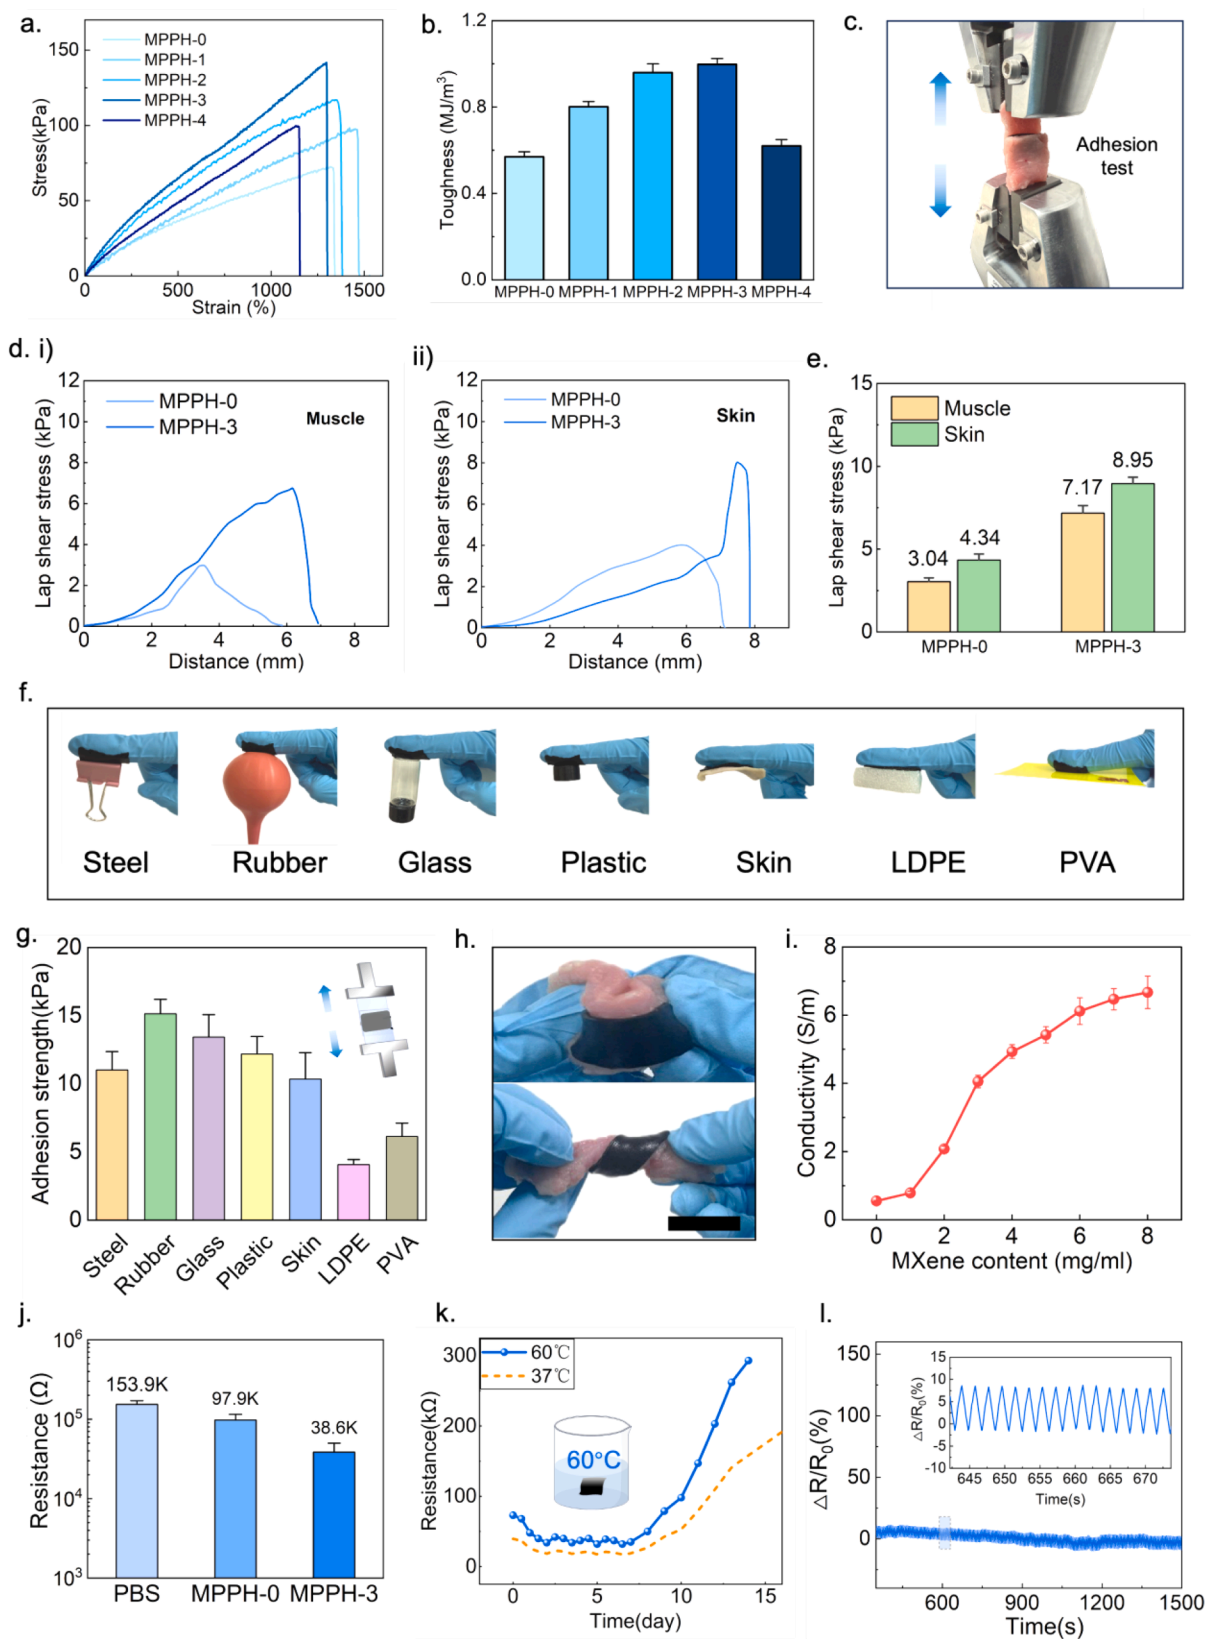 a.
MPPH-0
MPPH-1
MPPH-2
MPPH-3
MPPH-4
Stress(kPa)
150
100
50
0
0 500 1000 1500
Strain (%)
b.
Toughness (MJ/m³)
1.2
0.8
0.4
0.0
MPPH-0 MPPH-1 MPPH-2 MPPH-3 MPPH-4
c.
Adhesion
test
d. i)
Lap shear stress (kPa)
12
10
8
6
4
2
0
MPPH-0
MPPH-3
Muscle
0 2 4 6 8
Distance (mm)
ii)
Lap shear stress (kPa)
12
10
8
6
4
2
0
MPPH-0
MPPH-3
Skin
0 2 4 6 8
Distance (mm)
e.
Lap shear stress (kPa)
15
10
5
0
Muscle
Skin
3.04
4.34
7.17
8.95
MPPH-0 MPPH-3
f.
Steel Rubber Glass Plastic Skin LDPE PVA
g.
Adhesion strength(kPa)
20
15
10
5
0
Steel Rubber Glass Plastic Skin LDPE PVA
h.
i.
Conductivity (S/m)
8
6
4
2
0
0 2 4 6 8
MXene content (mg/ml)
j.
Resistance (Ω)
10⁶
10⁵
10⁴
10³
153.9K
97.9K
38.6K
PBS MPPH-0 MPPH-3
k.
Resistance(kΩ)
300
200
100
0
60℃
37℃
60°C
0 5 10 15
Time(day)
l.
△R/R₀(%)
150
100
50
0
△R/R₀(%)
15
10
5
0
-5
-10
645 650 655 660 665 670
Time(s)
600 900 1200 1500
Time(s)